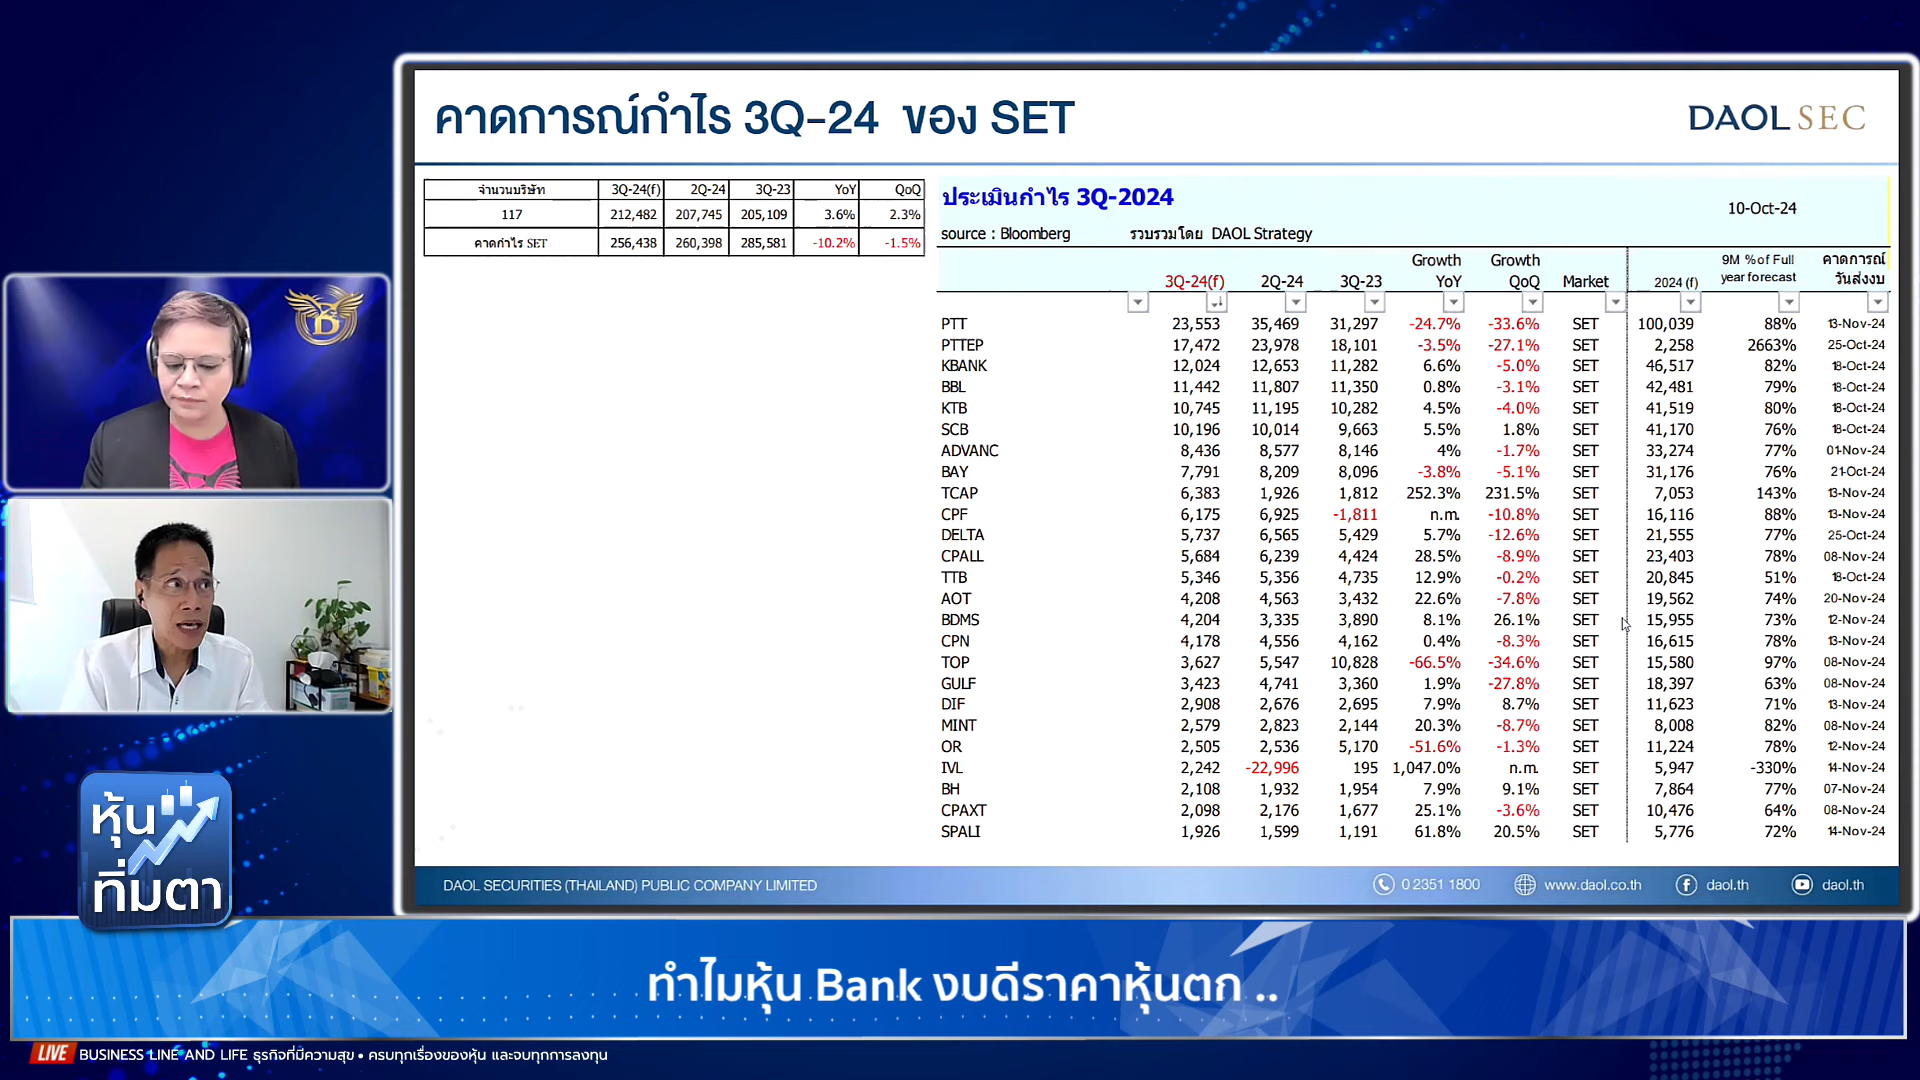 คาดการณ์กำไร 3Q-24 ของ SET
DAOL SEC
จำนวนบริษัท 3Q-24(f) 2Q-24 3Q-23 YoY QoQ
117 212,482 207,745 205,109 3.6% 2.3%
คาดกำไร SET 256,438 260,398 285,581 -10.2% -1.5%
ประเมินกำไร 3Q-2024
10-Oct-24
source : Bloomberg รวบรวมโดย DAOL Strategy
3Q-24(f) 2Q-24 3Q-23 Growth YoY Growth QoQ Market 2024 (f) 9M % of Full year forecast คาดการณ์วันส่งงบ
PTT 23,553 35,469 31,297 -24.7% -33.6% SET 100,039 88% 13-Nov-24
PTTEP 17,472 23,978 18,101 -3.5% -27.1% SET 2,258 2663% 25-Oct-24
KBANK 12,024 12,653 11,282 6.6% -5.0% SET 46,517 82% 18-Oct-24
BBL 11,442 11,807 11,350 0.8% -3.1% SET 42,481 79% 18-Oct-24
KTB 10,745 11,195 10,282 4.5% -4.0% SET 41,519 80% 18-Oct-24
SCB 10,196 10,014 9,663 5.5% 1.8% SET 41,170 76% 18-Oct-24
ADVANC 8,436 8,577 8,146 4% -1.7% SET 33,274 77% 01-Nov-24
BAY 7,791 8,209 8,096 -3.8% -5.1% SET 31,176 76% 21-Oct-24
TCAP 6,383 1,926 1,812 252.3% 231.5% SET 7,053 143% 13-Nov-24
CPF 6,175 6,925 -1,811 n.m. -10.8% SET 16,116 88% 13-Nov-24
DELTA 5,737 6,565 5,429 5.7% -12.6% SET 21,555 77% 25-Oct-24
CPALL 5,684 6,239 4,424 28.5% -8.9% SET 23,403 78% 08-Nov-24
TTB 5,346 5,356 4,735 12.9% -0.2% SET 20,845 51% 18-Oct-24
AOT 4,208 4,563 3,432 22.6% -7.8% SET 19,562 74% 20-Nov-24
BDMS 4,204 3,335 3,890 8.1% 26.1% SET 15,955 73% 12-Nov-24
CPN 4,178 4,556 4,162 0.4% -8.3% SET 16,615 78% 13-Nov-24
TOP 3,627 5,547 10,828 -66.5% -34.6% SET 15,580 97% 08-Nov-24
GULF 3,423 4,741 3,360 1.9% -27.8% SET 18,397 63% 08-Nov-24
DIF 2,908 2,676 2,695 7.9% 8.7% SET 11,623 71% 13-Nov-24
MINT 2,579 2,823 2,144 20.3% -8.7% SET 8,008 82% 08-Nov-24
OR 2,505 2,536 5,170 -51.6% -1.3% SET 11,224 78% 12-Nov-24
IVL 2,242 -22,996 195 1,047.0% n.m. SET 5,947 -330% 14-Nov-24
BH 2,108 1,932 1,954 7.9% 9.1% SET 7,864 77% 07-Nov-24
CPAXT 2,098 2,176 1,677 25.1% -3.6% SET 10,476 64% 08-Nov-24
SPALI 1,926 1,599 1,191 61.8% 20.5% SET 5,776 72% 14-Nov-24
DAOL SECURITIES (THAILAND) PUBLIC COMPANY LIMITED 0 2351 1800 www.daol.co.th daol.th daol.th
หุ้น
ทิ่มตา
ทำไมหุ้น Bank งบดีราคาหุ้นตก ..
LIVE BUSINESS LINE AND LIFE ธุรกิจที่มีความสุข • ครบทุกเรื่องของหุ้น และจบทุกการลงทุน